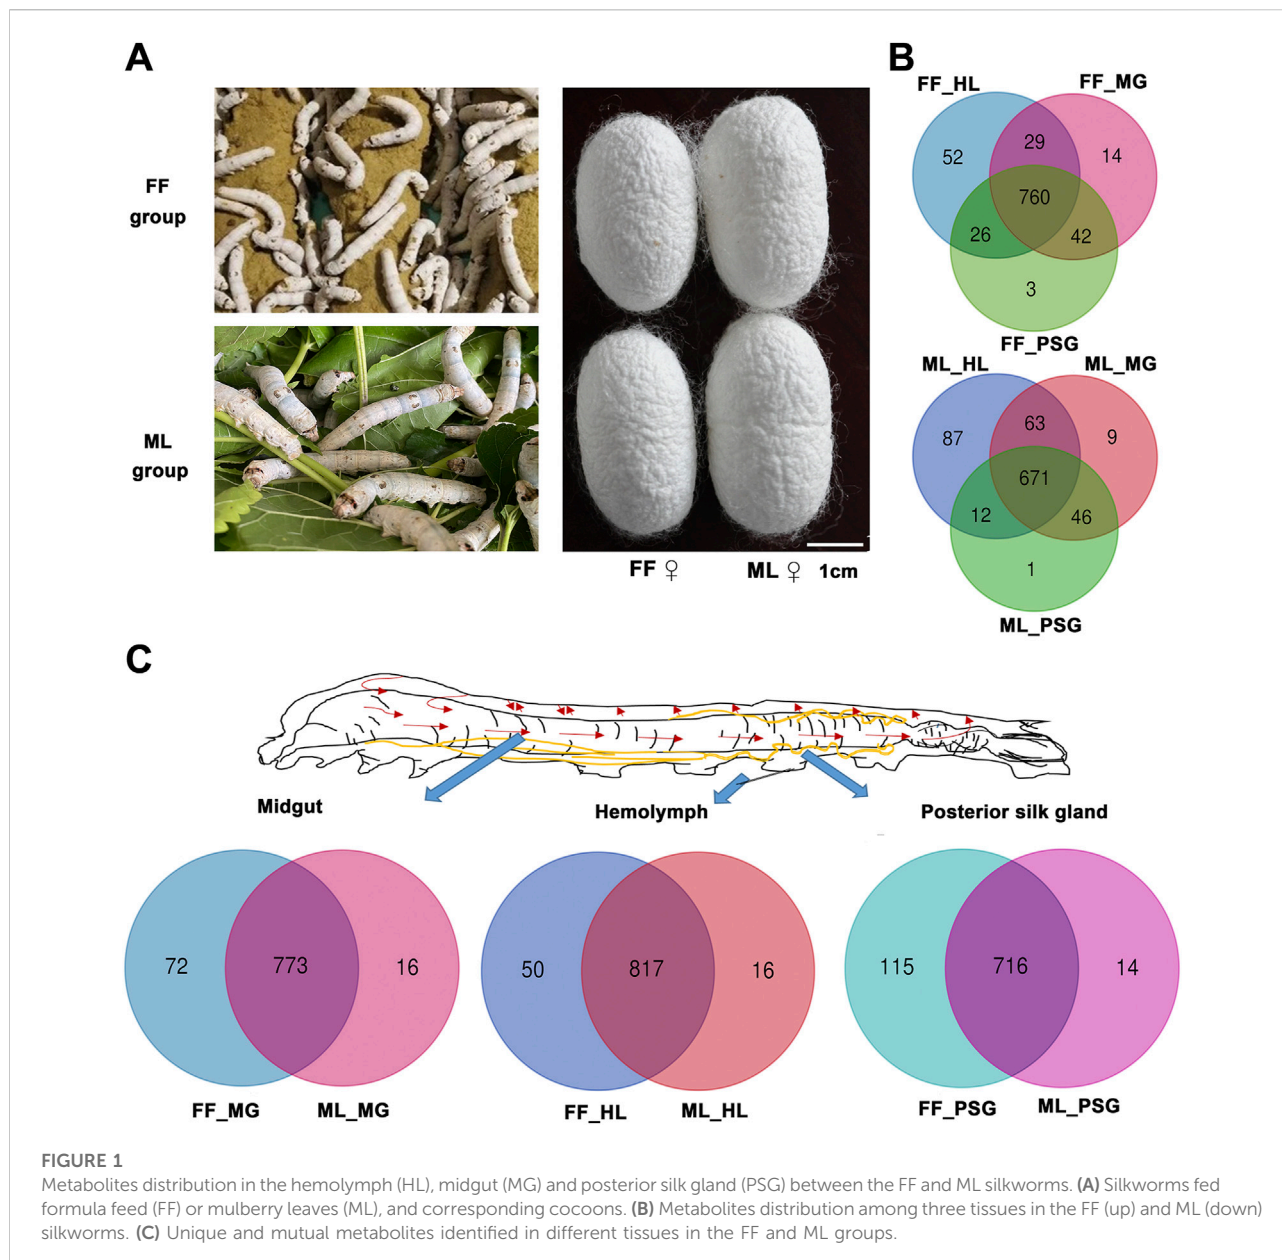 A
B
FF
group
ML
group
FF ♀
ML ♀
1cm
FF_HL
FF_MG
52
29
14
760
26
42
3
FF_PSG
ML_HL
ML_MG
87
63
9
671
12
46
1
ML_PSG
C
Midgut
Hemolymph
Posterior silk gland
72
773
16
FF_MG
ML_MG
50
817
16
FF_HL
ML_HL
115
716
14
FF_PSG
ML_PSG
FIGURE 1
Metabolites distribution in the hemolymph (HL), midgut (MG) and posterior silk gland (PSG) between the FF and ML silkworms. (A) Silkworms fed
formula feed (FF) or mulberry leaves (ML), and corresponding cocoons. (B) Metabolites distribution among three tissues in the FF (up) and ML (down)
silkworms. (C) Unique and mutual metabolites identified in different tissues in the FF and ML groups.